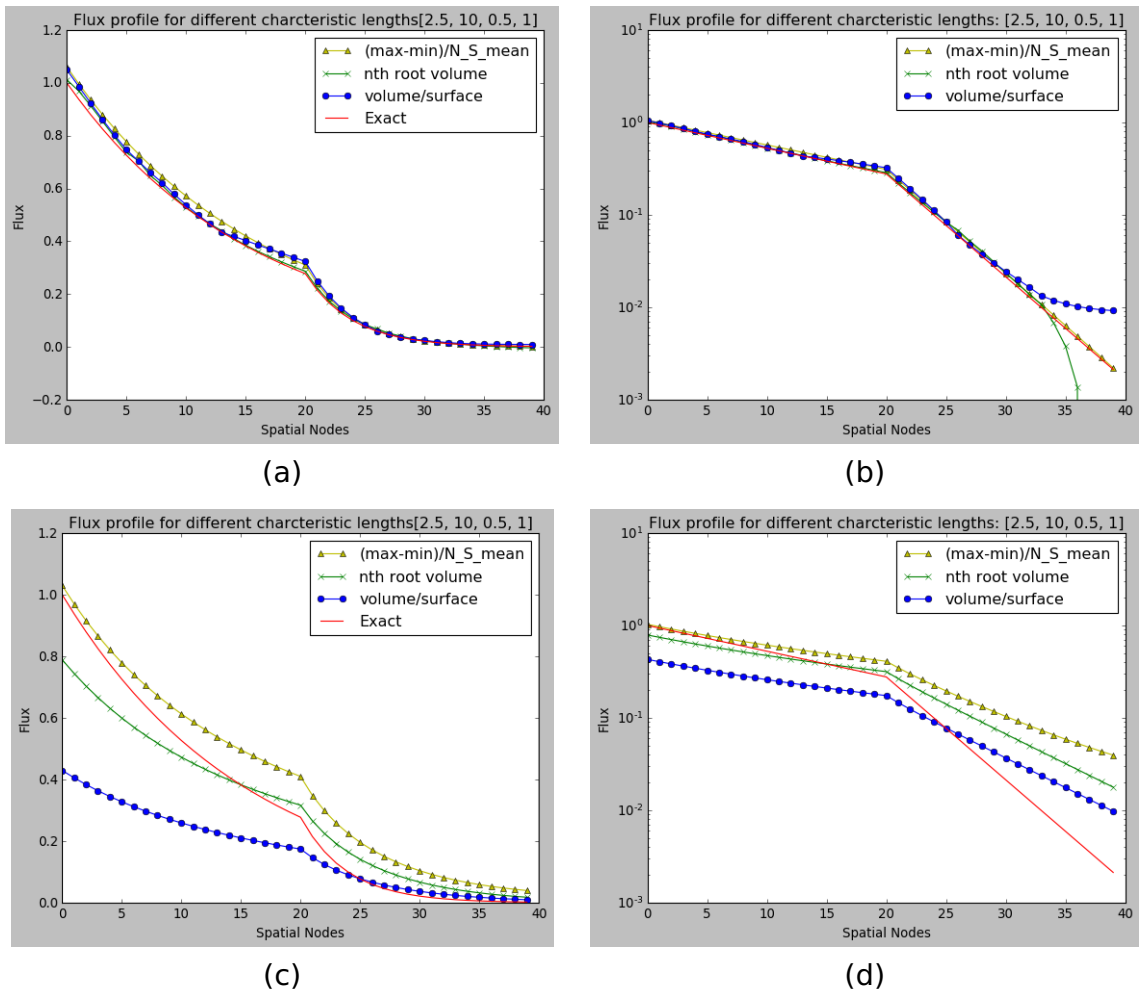 Flux profile for different charcteristic lengths[2.5, 10, 0.5, 1]
1.2
1.0
0.8
0.6
0.4
0.2
0.0
−0.2
Flux
(max-min)/N_S_mean
nth root volume
volume/surface
Exact
0 5 10 15 20 25 30 35 40
Spatial Nodes
(a)
Flux profile for different charcteristic lengths: [2.5, 10, 0.5, 1]
10^1
10^0
10^-1
10^-2
10^-3
Flux
(max-min)/N_S_mean
nth root volume
volume/surface
0 5 10 15 20 25 30 35 40
Spatial Nodes
(b)
Flux profile for different charcteristic lengths[2.5, 10, 0.5, 1]
1.2
1.0
0.8
0.6
0.4
0.2
0.0
Flux
(max-min)/N_S_mean
nth root volume
volume/surface
Exact
0 5 10 15 20 25 30 35 40
Spatial Nodes
(c)
Flux profile for different charcteristic lengths: [2.5, 10, 0.5, 1]
10^1
10^0
10^-1
10^-2
10^-3
Flux
(max-min)/N_S_mean
nth root volume
volume/surface
0 5 10 15 20 25 30 35 40
Spatial Nodes
(d)